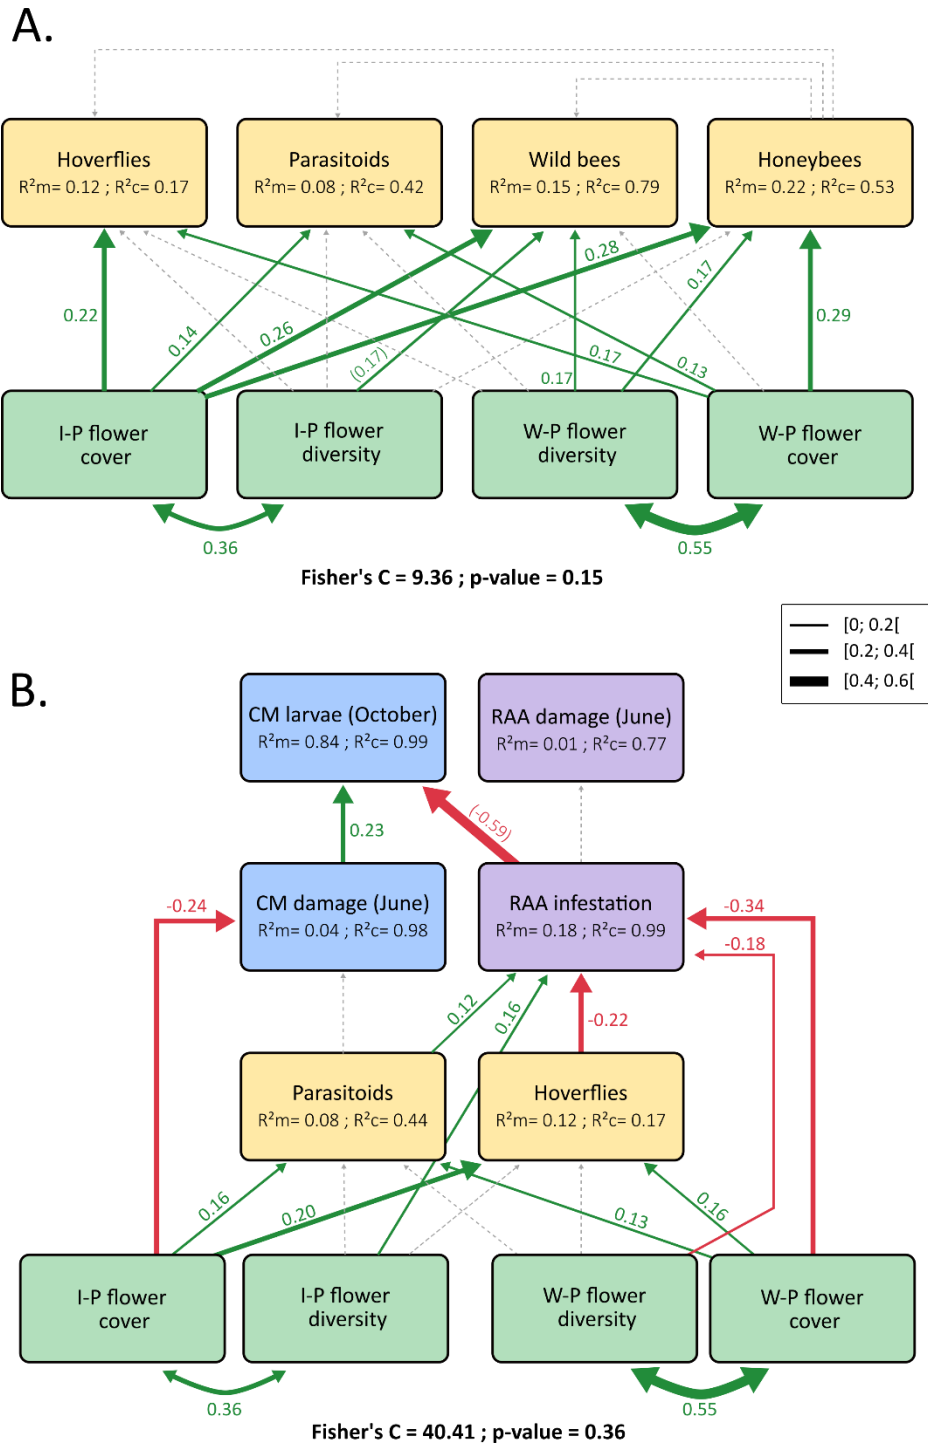 A.
Hoverflies
R²m= 0.12 ; R²c= 0.17
Parasitoids
R²m= 0.08 ; R²c= 0.42
Wild bees
R²m= 0.15 ; R²c= 0.79
Honeybees
R²m= 0.22 ; R²c= 0.53
0.22
0.14
0.26
(0.17)
0.28
0.17
0.17
0.17
0.13
0.29
I-P flower
cover
I-P flower
diversity
W-P flower
diversity
W-P flower
cover
0.36
0.55
Fisher's C = 9.36 ; p-value = 0.15
[0; 0.2[
[0.2; 0.4[
[0.4; 0.6[
B.
CM larvae (October)
R²m= 0.84 ; R²c= 0.99
RAA damage (June)
R²m= 0.01 ; R²c= 0.77
0.23
(-0.59)
CM damage (June)
R²m= 0.04 ; R²c= 0.98
RAA infestation
R²m= 0.18 ; R²c= 0.99
-0.24
-0.34
-0.18
0.12
0.16
-0.22
Parasitoids
R²m= 0.08 ; R²c= 0.44
Hoverflies
R²m= 0.12 ; R²c= 0.17
0.16
0.20
0.13
0.16
I-P flower
cover
I-P flower
diversity
W-P flower
diversity
W-P flower
cover
0.36
0.55
Fisher's C = 40.41 ; p-value = 0.36